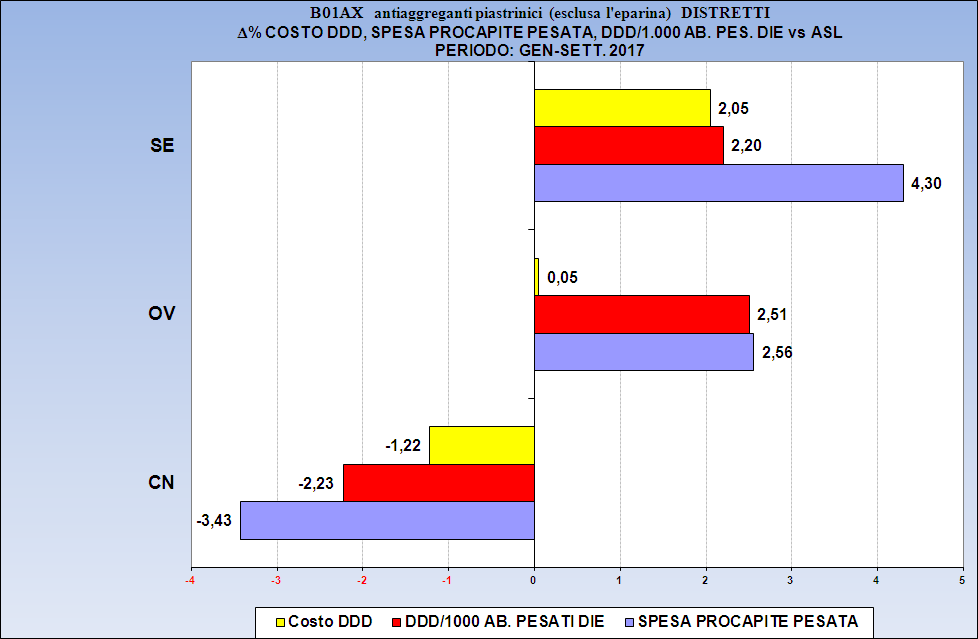 B01AX antiaggreganti piastrinici (esclusa l'eparina) DISTRETTI
Δ% COSTO DDD, SPESA PROCAPITE PESATA, DDD/1.000 AB. PES. DIE vs ASL
PERIODO: GEN-SETT. 2017
2,05
SE
2,20
4,30
0,05
OV
2,51
2,56
-1,22
CN
-2,23
-3,43
-4 -3 -2 -1 0 1 2 3 4 5
Costo DDD DDD/1000 AB. PESATI DIE SPESA PROCAPITE PESATA